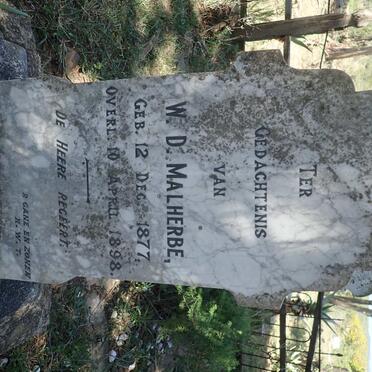 TER
GEDACHTENIS
VAN
W. D. MALHERBE,
GEB. 12 DEC. 1877.
OVERL. 10 APRIL 1898.
DE HEERE REGEERT.